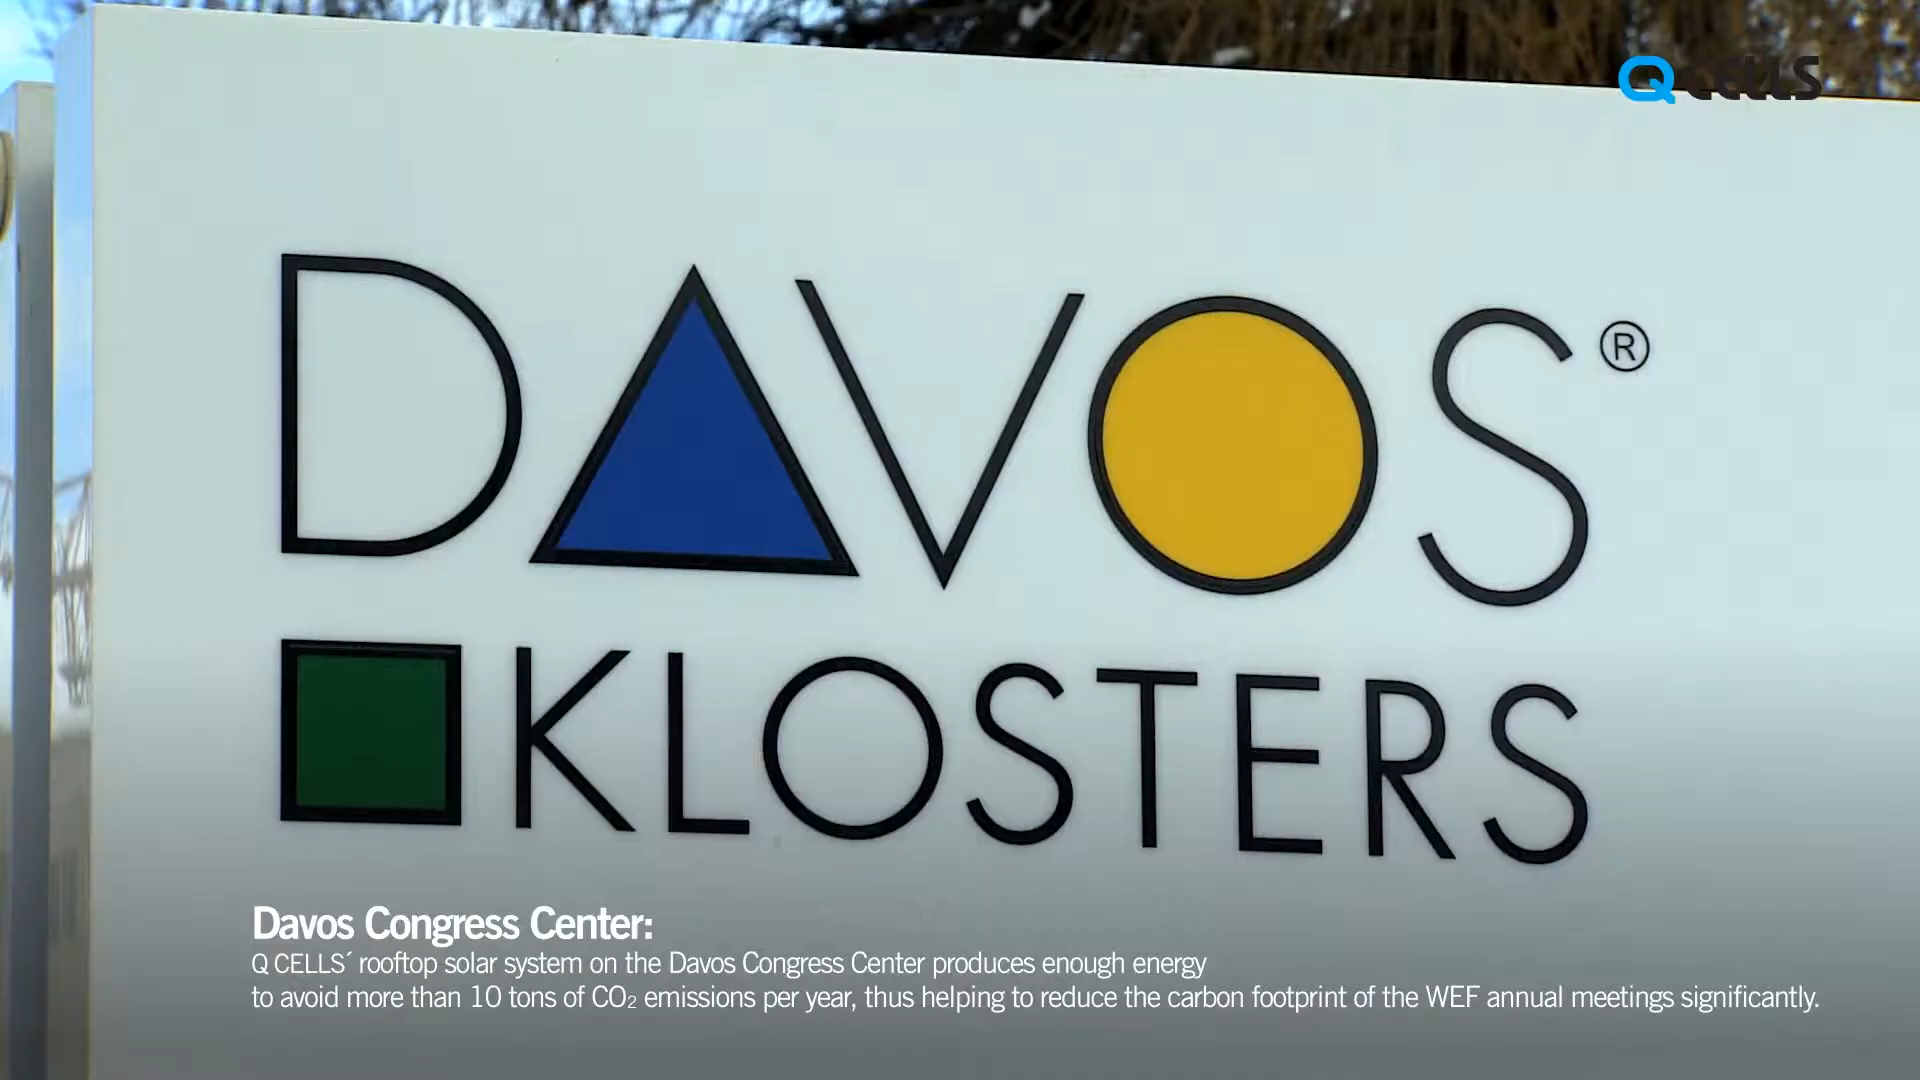 Q CELLS
DAVOS®
KLOSTERS
Davos Congress Center:
Q CELLS´ rooftop solar system on the Davos Congress Center produces enough energy
to avoid more than 10 tons of CO₂ emissions per year, thus helping to reduce the carbon footprint of the WEF annual meetings significantly.